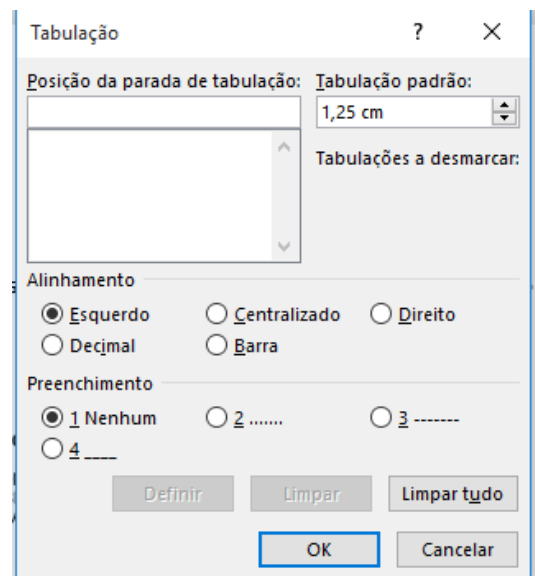 Tabulação ? ×
Posição da parada de tabulação: Tabulação padrão:
1,25 cm
Tabulações a desmarcar:
Alinhamento
Esquerdo Centralizado Direito
Decimal Barra
Preenchimento
1 Nenhum 2 ....... 3 -------
4 ____
Definir Limpar Limpar tudo
OK Cancelar